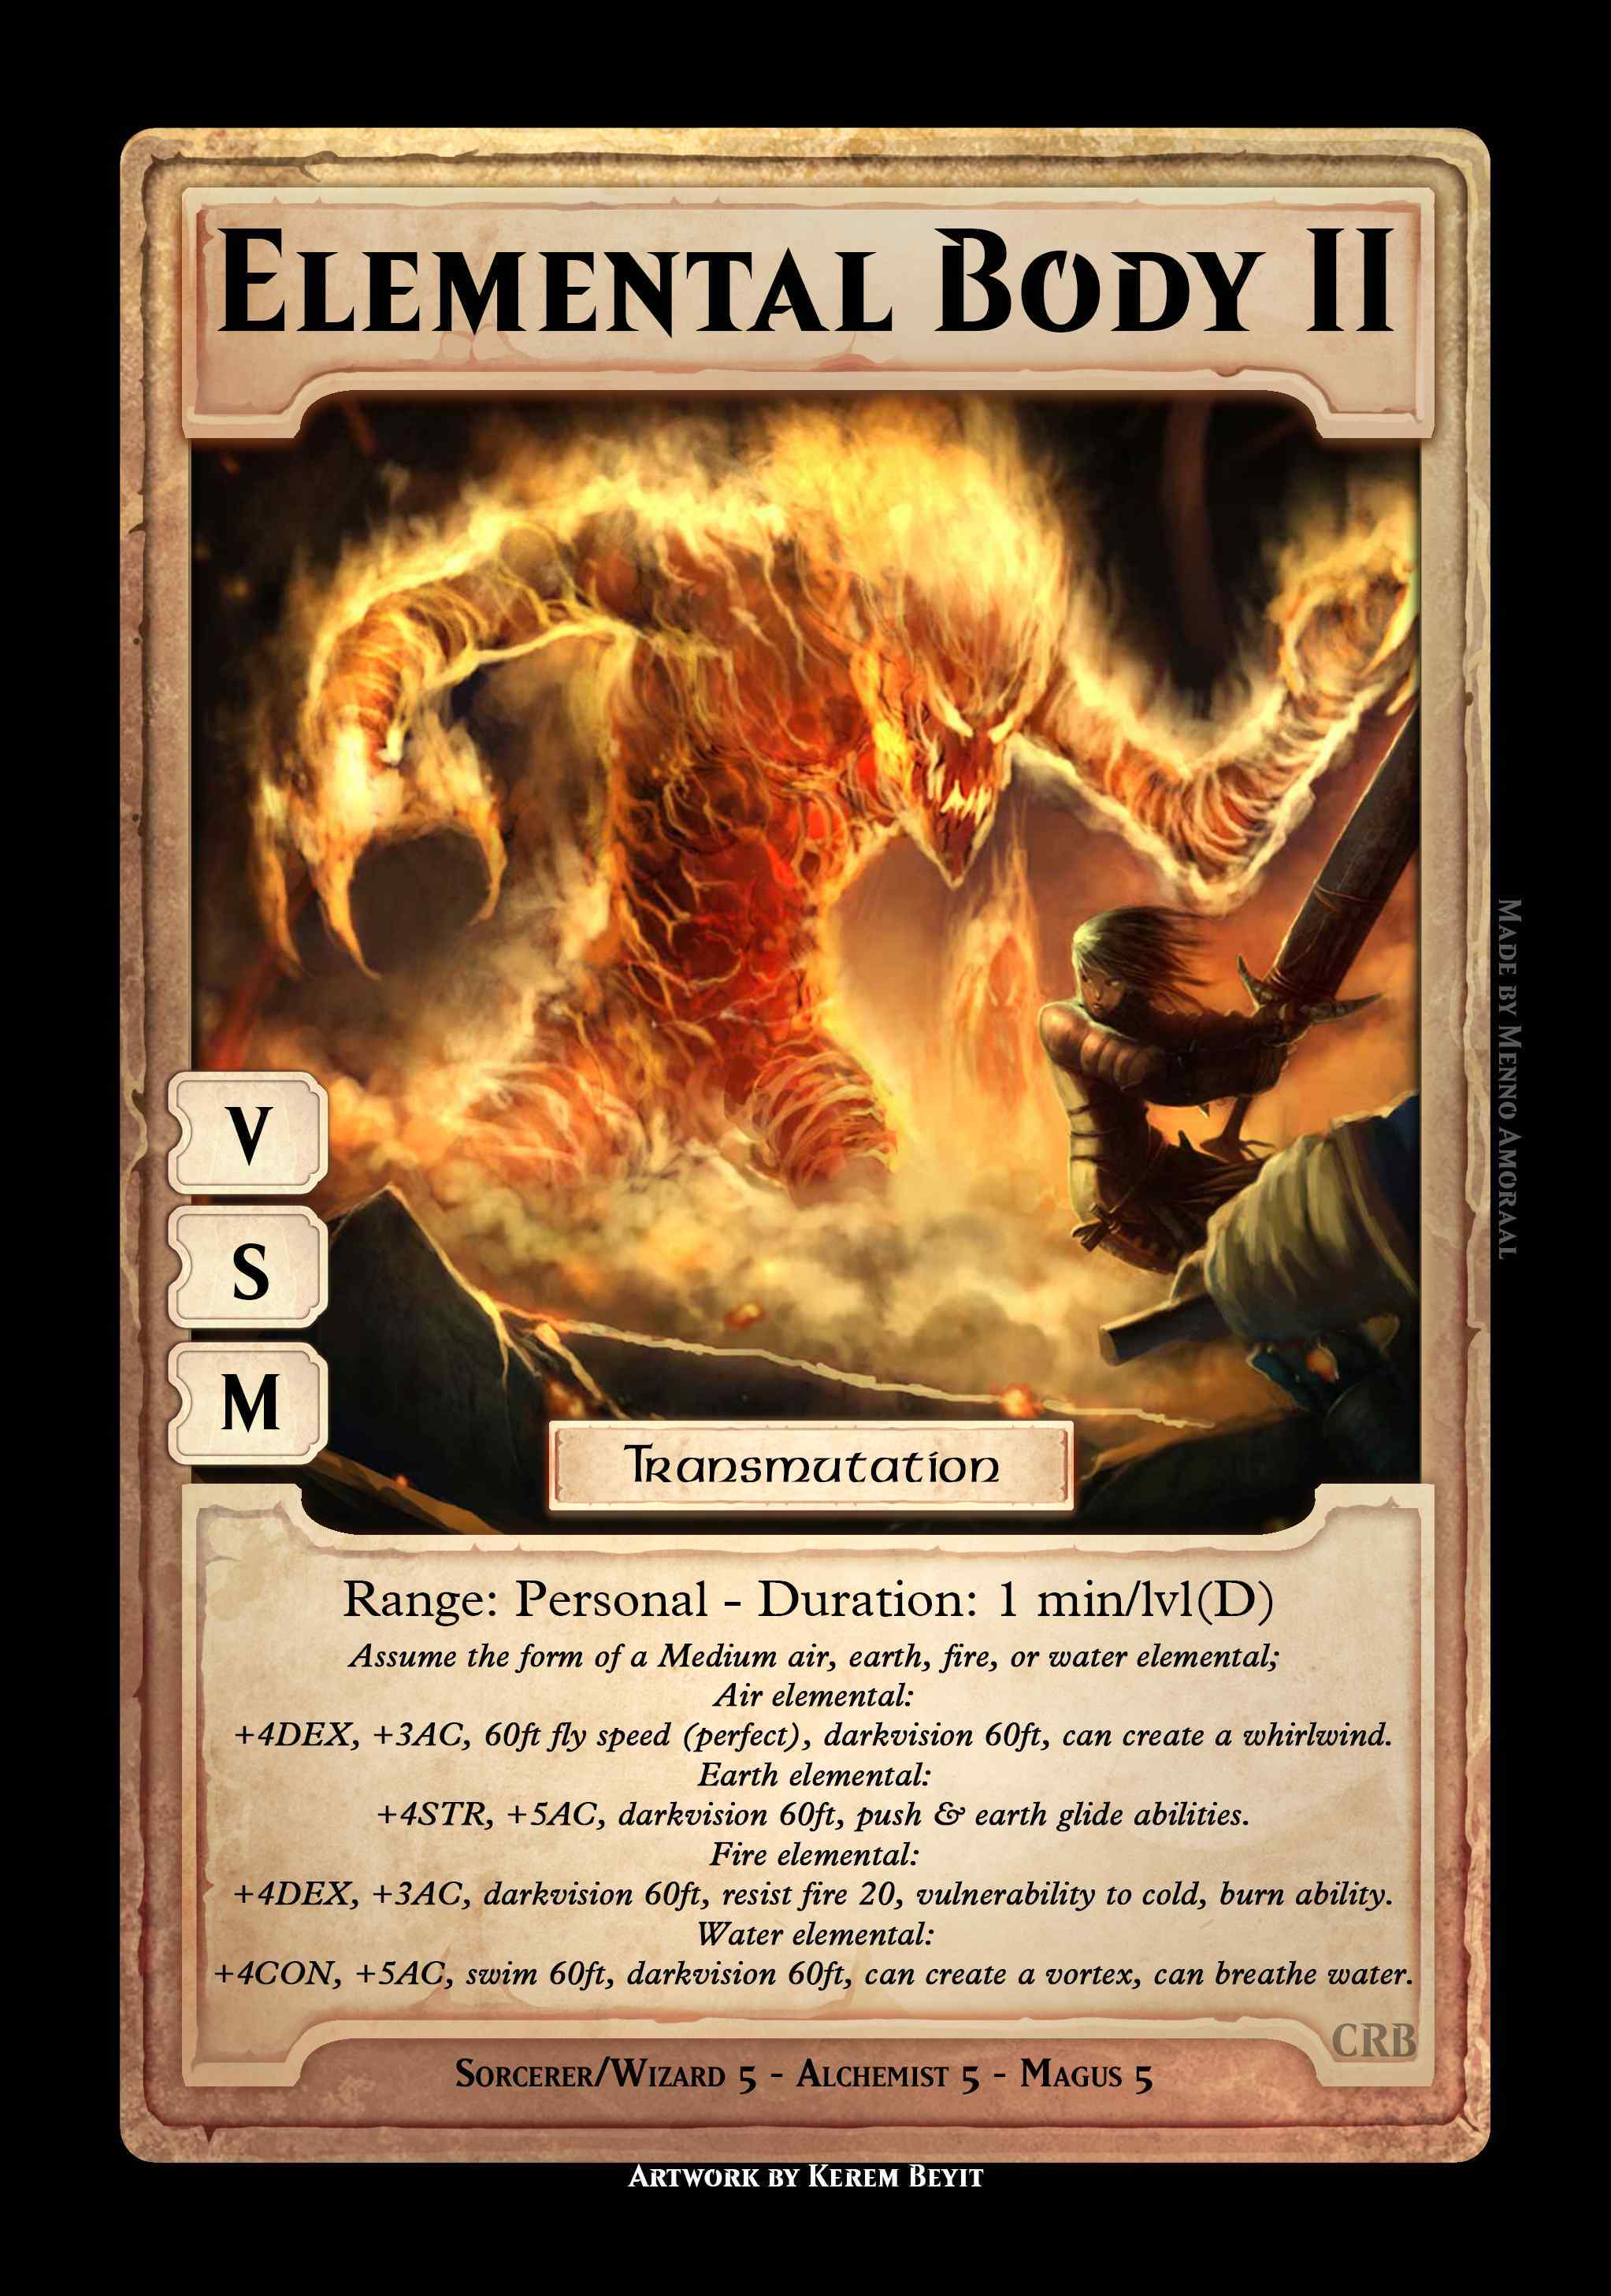 Elemental Body II
V
S
M
Transmutation
Range: Personal - Duration: 1 min/lvl(D)
Assume the form of a Medium air, earth, fire, or water elemental;
Air elemental:
+4DEX, +3AC, 60ft fly speed (perfect), darkvision 60ft, can create a whirlwind.
Earth elemental:
+4STR, +5AC, darkvision 60ft, push & earth glide abilities.
Fire elemental:
+4DEX, +3AC, darkvision 60ft, resist fire 20, vulnerability to cold, burn ability.
Water elemental:
+4CON, +5AC, swim 60ft, darkvision 60ft, can create a vortex, can breathe water.
CRB
Sorcerer/Wizard 5 - Alchemist 5 - Magus 5
Artwork by Kerem Beyit
Made by Menno Amoraal